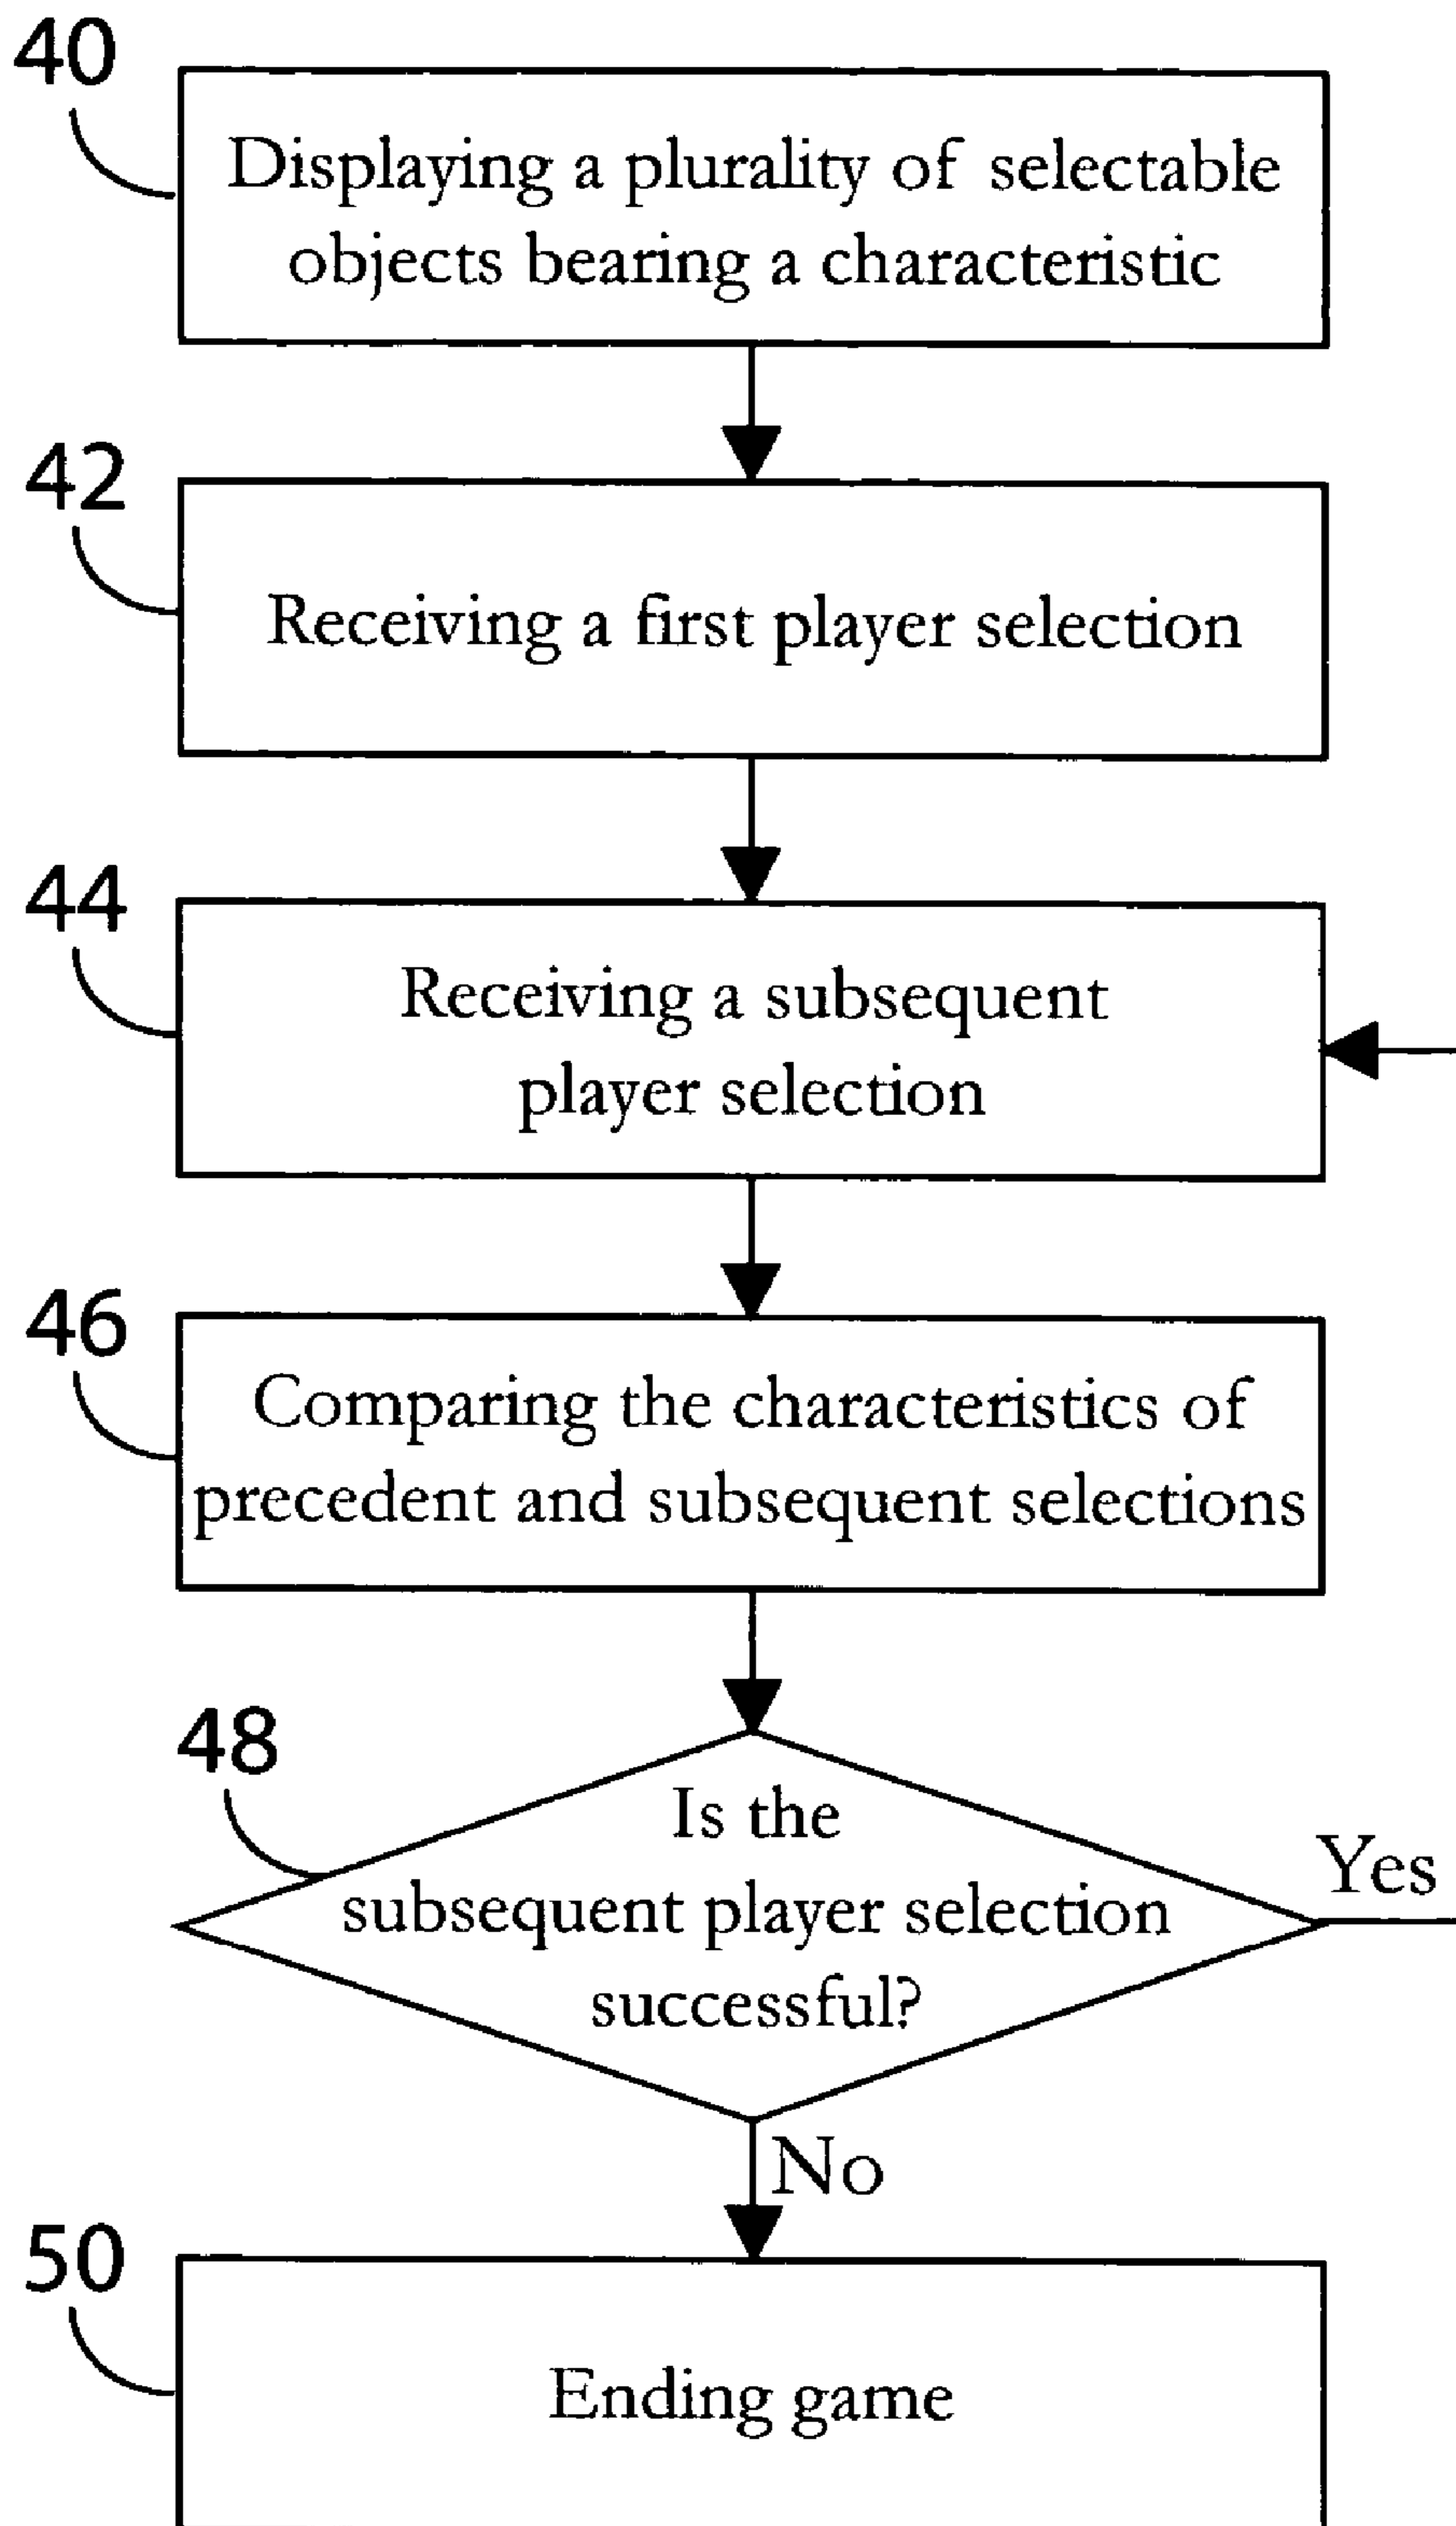 40
Displaying a plurality of selectable
objects bearing a characteristic
42
Receiving a first player selection
44
Receiving a subsequent
player selection
46
Comparing the characteristics of
precedent and subsequent selections
48
Is the
subsequent player selection
successful?
Yes
No
50
Ending game